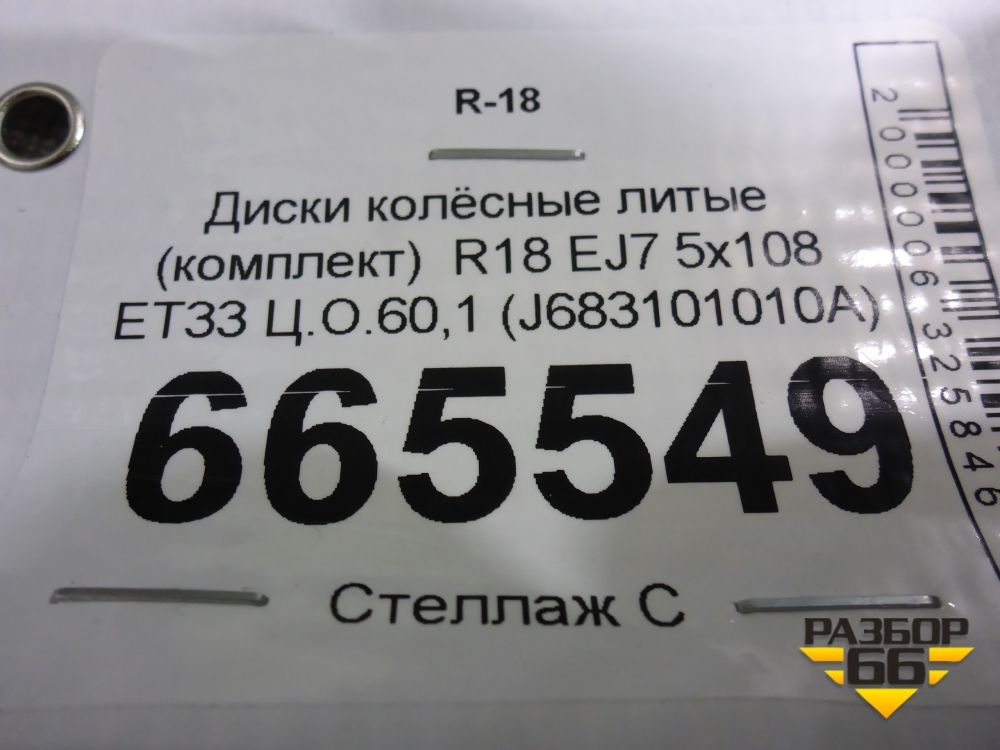 R-18
Диски колёсные литые
(комплект) R18 EJ7 5x108
ET33 Ц.О.60,1 (J683101010A)
665549
Стеллаж С
2000006325846
РАЗБОР
66